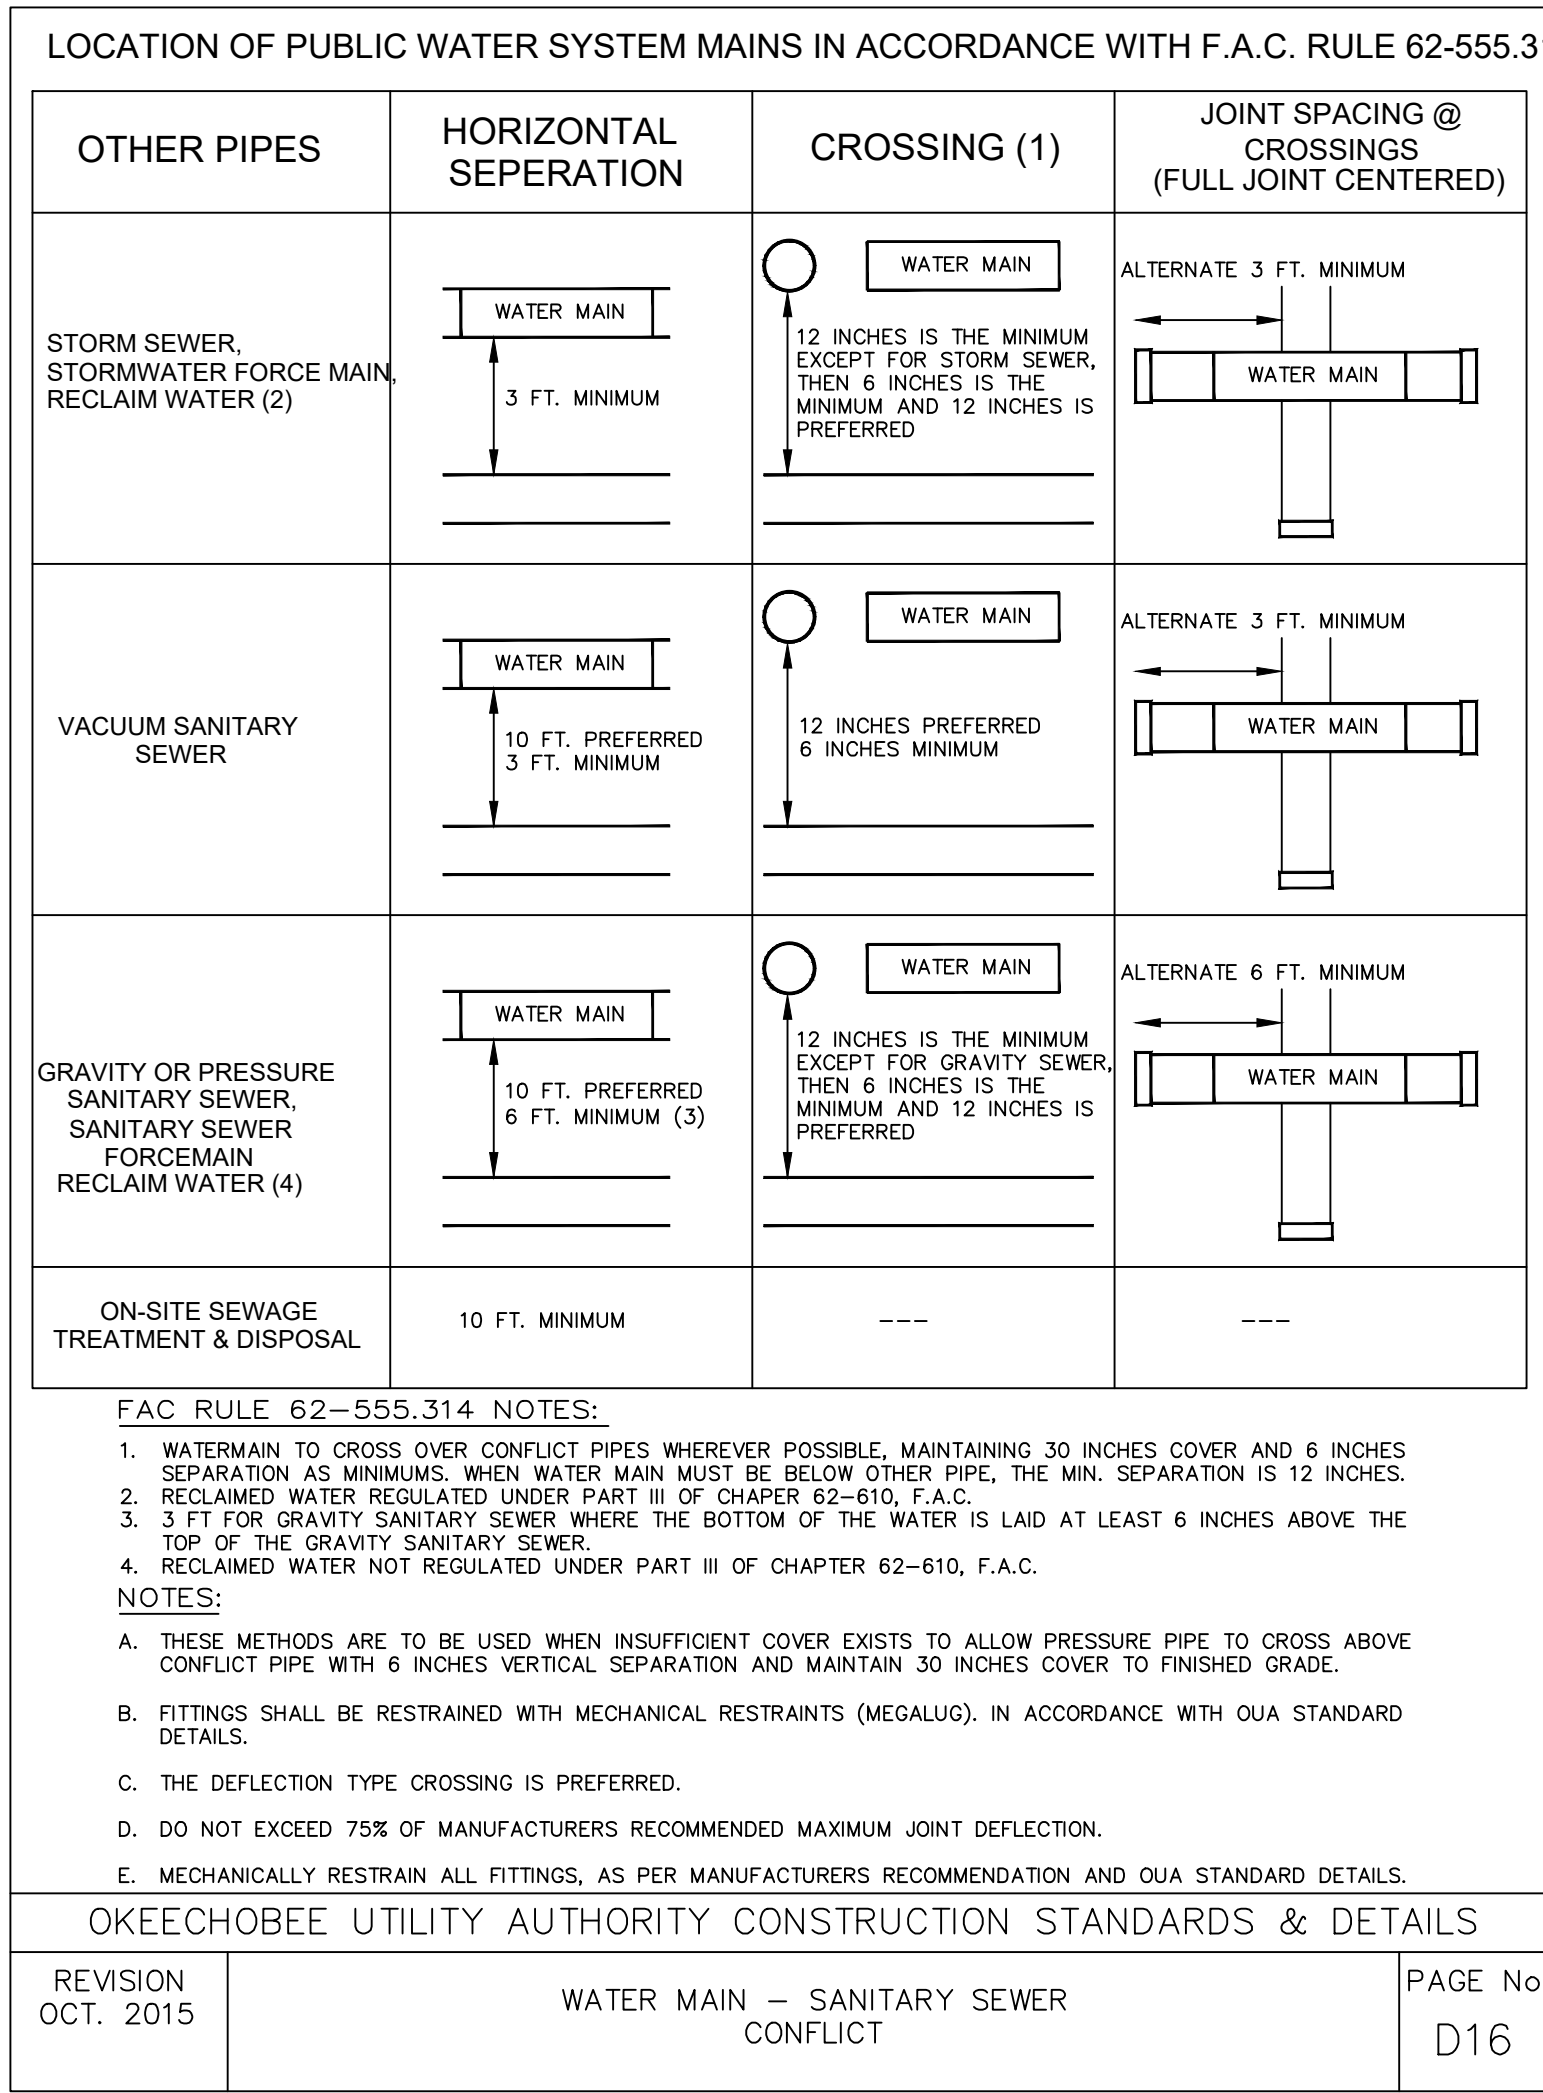 LOCATION OF PUBLIC WATER SYSTEM MAINS IN ACCORDANCE WITH F.A.C. RULE
OTHER PIPES
HORIZONTAL
SEPERATION
CROSSING (1)
JOINT SPACING @
CROSSINGS
(FULL JOINT CENTERED)
STORM SEWER,
STORMWATER FORCE MAIN,
RECLAIM WATER (2)
WATER MAIN
3 FT. MINIMUM
WATER MAIN
12 INCHES IS THE MINIMUM
EXCEPT FOR STORM SEWER,
THEN 6 INCHES IS THE
MINIMUM AND 12 INCHES IS
PREFERRED
ALTERNATE 3 FT. MINIMUM
WATER MAIN
VACUUM SANITARY
SEWER
WATER MAIN
10 FT. PREFERRED
3 FT. MINIMUM
WATER MAIN
12 INCHES PREFERRED
6 INCHES MINIMUM
ALTERNATE 3 FT. MINIMUM
WATER MAIN
GRAVITY OR PRESSURE
SANITARY SEWER,
SANITARY SEWER
FORCEMAIN
RECLAIM WATER (4)
WATER MAIN
10 FT. PREFERRED
6 FT. MINIMUM (3)
WATER MAIN
12 INCHES IS THE MINIMUM
EXCEPT FOR GRAVITY SEWER,
THEN 6 INCHES IS THE
MINIMUM AND 12 INCHES IS
PREFERRED
ALTERNATE 6 FT. MINIMUM
WATER MAIN
ON-SITE SEWAGE
TREATMENT & DISPOSAL
10 FT. MINIMUM
---
---
FAC RULE 62-555.314 NOTES:
1. WATERMAIN TO CROSS OVER CONFLICT PIPES WHEREVER POSSIBLE, MAINTAINING 30 INCHES COVER AND 6 INCHES
SEPARATION AS MINIMUMS. WHEN WATER MAIN MUST BE BELOW OTHER PIPE, THE MIN. SEPARATION IS 12 INCHES.
2. RECLAIMED WATER REGULATED UNDER PART III OF CHAPER 62-610, F.A.C.
3. 3 FT FOR GRAVITY SANITARY SEWER WHERE THE BOTTOM OF THE WATER IS LAID AT LEAST 6 INCHES ABOVE THE
TOP OF THE GRAVITY SANITARY SEWER.
4. RECLAIMED WATER NOT REGULATED UNDER PART III OF CHAPTER 62-610, F.A.C.
NOTES:
A. THESE METHODS ARE TO BE USED WHEN INSUFFICIENT COVER EXISTS TO ALLOW PRESSURE PIPE TO CROSS ABOVE
CONFLICT PIPE WITH 6 INCHES VERTICAL SEPARATION AND MAINTAIN 30 INCHES COVER TO FINISHED GRADE.
B. FITTINGS SHALL BE RESTRAINED WITH MECHANICAL RESTRAINTS (MEGALUG). IN ACCORDANCE WITH OUA STANDARD
DETAILS.
C. THE DEFLECTION TYPE CROSSING IS PREFERRED.
D. DO NOT EXCEED 75% OF MANUFACTURERS RECOMMENDED MAXIMUM JOINT DEFLECTION.
E. MECHANICALLY RESTRAIN ALL FITTINGS, AS PER MANUFACTURERS RECOMMENDATION AND OUA STANDARD DETAILS.
OKEECHOBEE UTILITY AUTHORITY CONSTRUCTION STANDARDS & DETAILS
REVISION
OCT. 2015
WATER MAIN - SANITARY SEWER
CONFLICT
PAGE No
D16